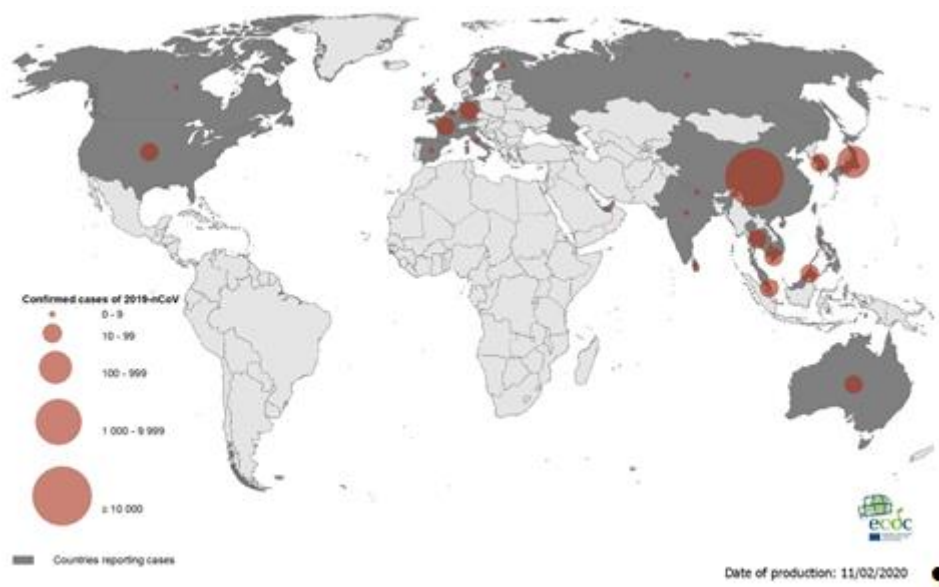 Confirmed cases of 2019-nCoV
0 - 9
10 - 99
100 - 999
1 000 - 9 999
≥ 10 000
Countries reporting cases
ecdc
Date of production: 11/02/2020